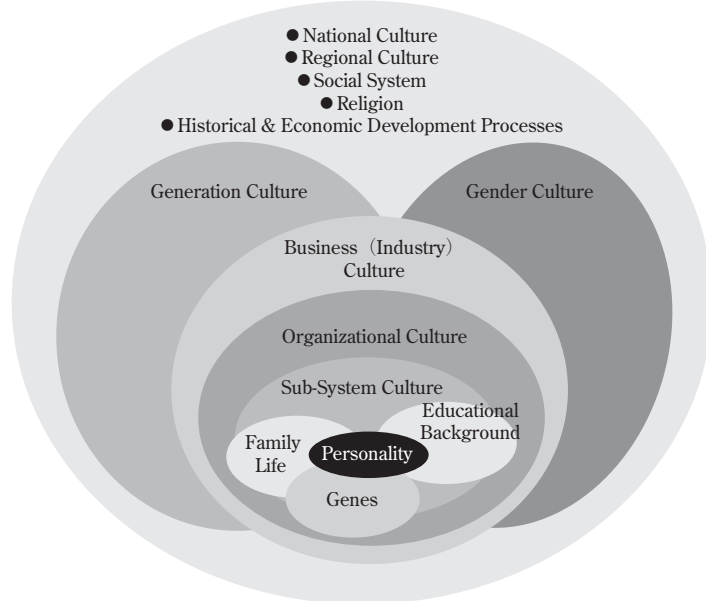 ● National Culture
● Regional Culture
● Social System
● Religion
● Historical & Economic Development Processes
Generation Culture
Gender Culture
Business（Industry）
Culture
Organizational Culture
Sub-System Culture
Educational
Background
Family
Life
Personality
Genes